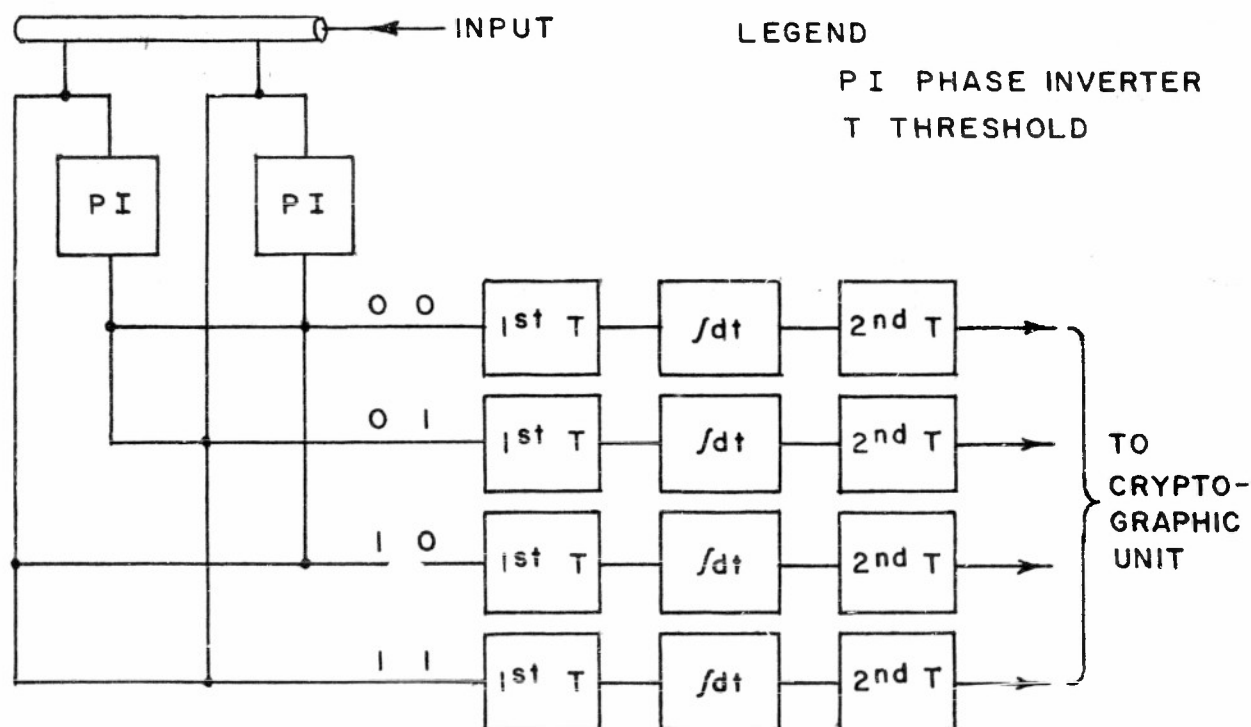 INPUT
LEGEND
PI PHASE INVERTER
T THRESHOLD
PI PI
0 0 1st T ∫dt 2nd T
0 1 1st T ∫dt 2nd T
1 0 1st T ∫dt 2nd T
1 1 1st T ∫dt 2nd T
TO
CRYPTO-
GRAPHIC
UNIT